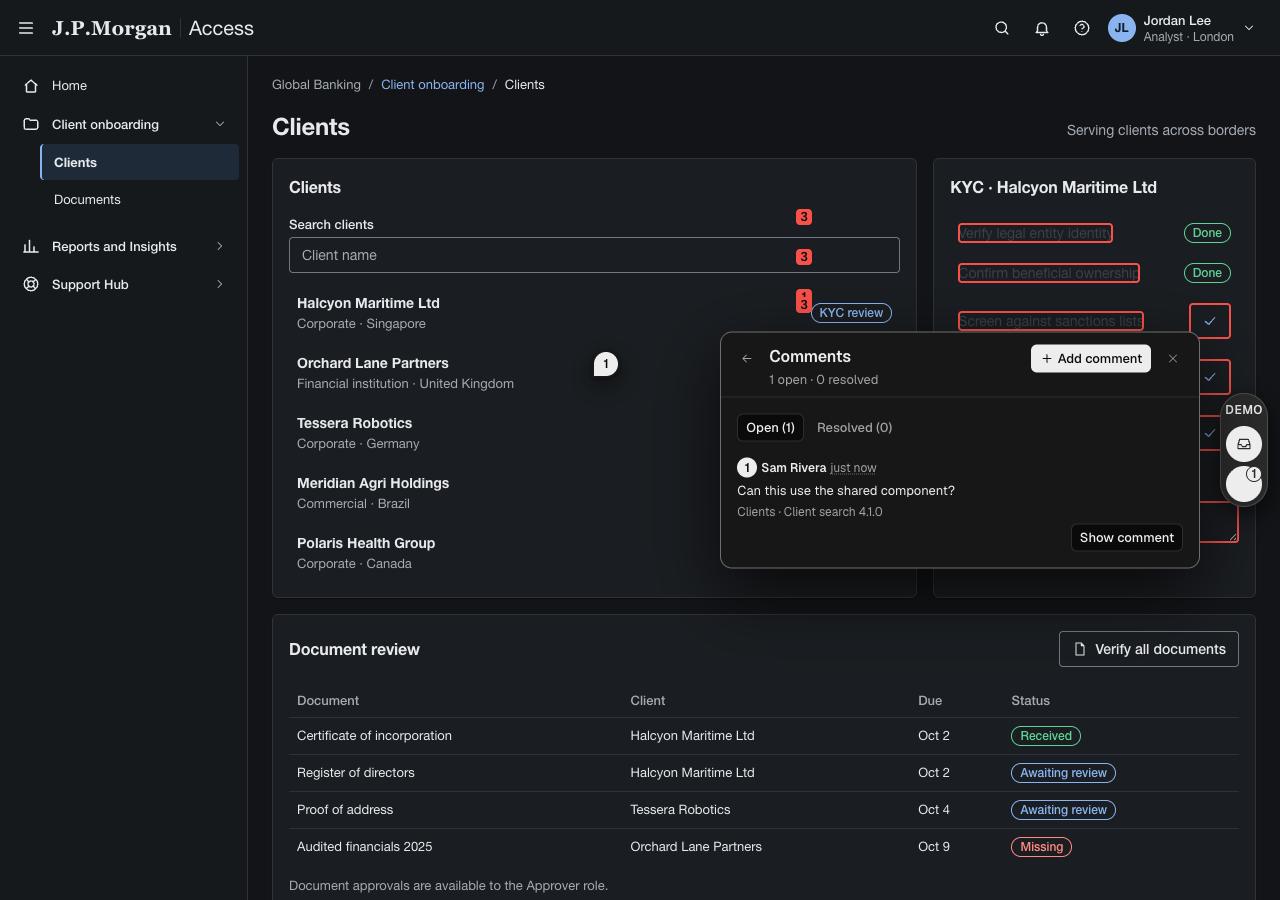 J.P.Morgan Access
JL
Jordan Lee
Analyst · London
Home
Client onboarding
Clients
Documents
Reports and Insights
Support Hub
Global Banking / Client onboarding / Clients
Clients
Serving clients across borders
Clients
Search clients
Client name
3
3
1
3
Halcyon Maritime Ltd
Corporate · Singapore
KYC review
Orchard Lane Partners
Financial institution · United Kingdom
1
Tessera Robotics
Corporate · Germany
Meridian Agri Holdings
Commercial · Brazil
Polaris Health Group
Corporate · Canada
KYC · Halcyon Maritime Ltd
Verify legal entity identity
Done
Confirm beneficial ownership
Done
Screen against sanctions lists
Comments
1 open · 0 resolved
+ Add comment
Open (1)
Resolved (0)
1 Sam Rivera just now
Can this use the shared component?
Clients · Client search 4.1.0
Show comment
DEMO
1
Document review
Verify all documents
Document Client Due Status
Certificate of incorporation Halcyon Maritime Ltd Oct 2 Received
Register of directors Halcyon Maritime Ltd Oct 2 Awaiting review
Proof of address Tessera Robotics Oct 4 Awaiting review
Audited financials 2025 Orchard Lane Partners Oct 9 Missing
Document approvals are available to the Approver role.